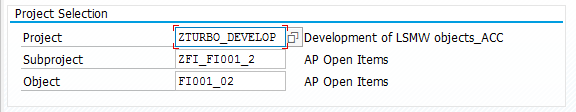 Project Selection
Project ZTURBO_DEVELOP Development of LSMW objects_ACC
Subproject ZFI_FI001_2 AP Open Items
Object FI001_02 AP Open Items